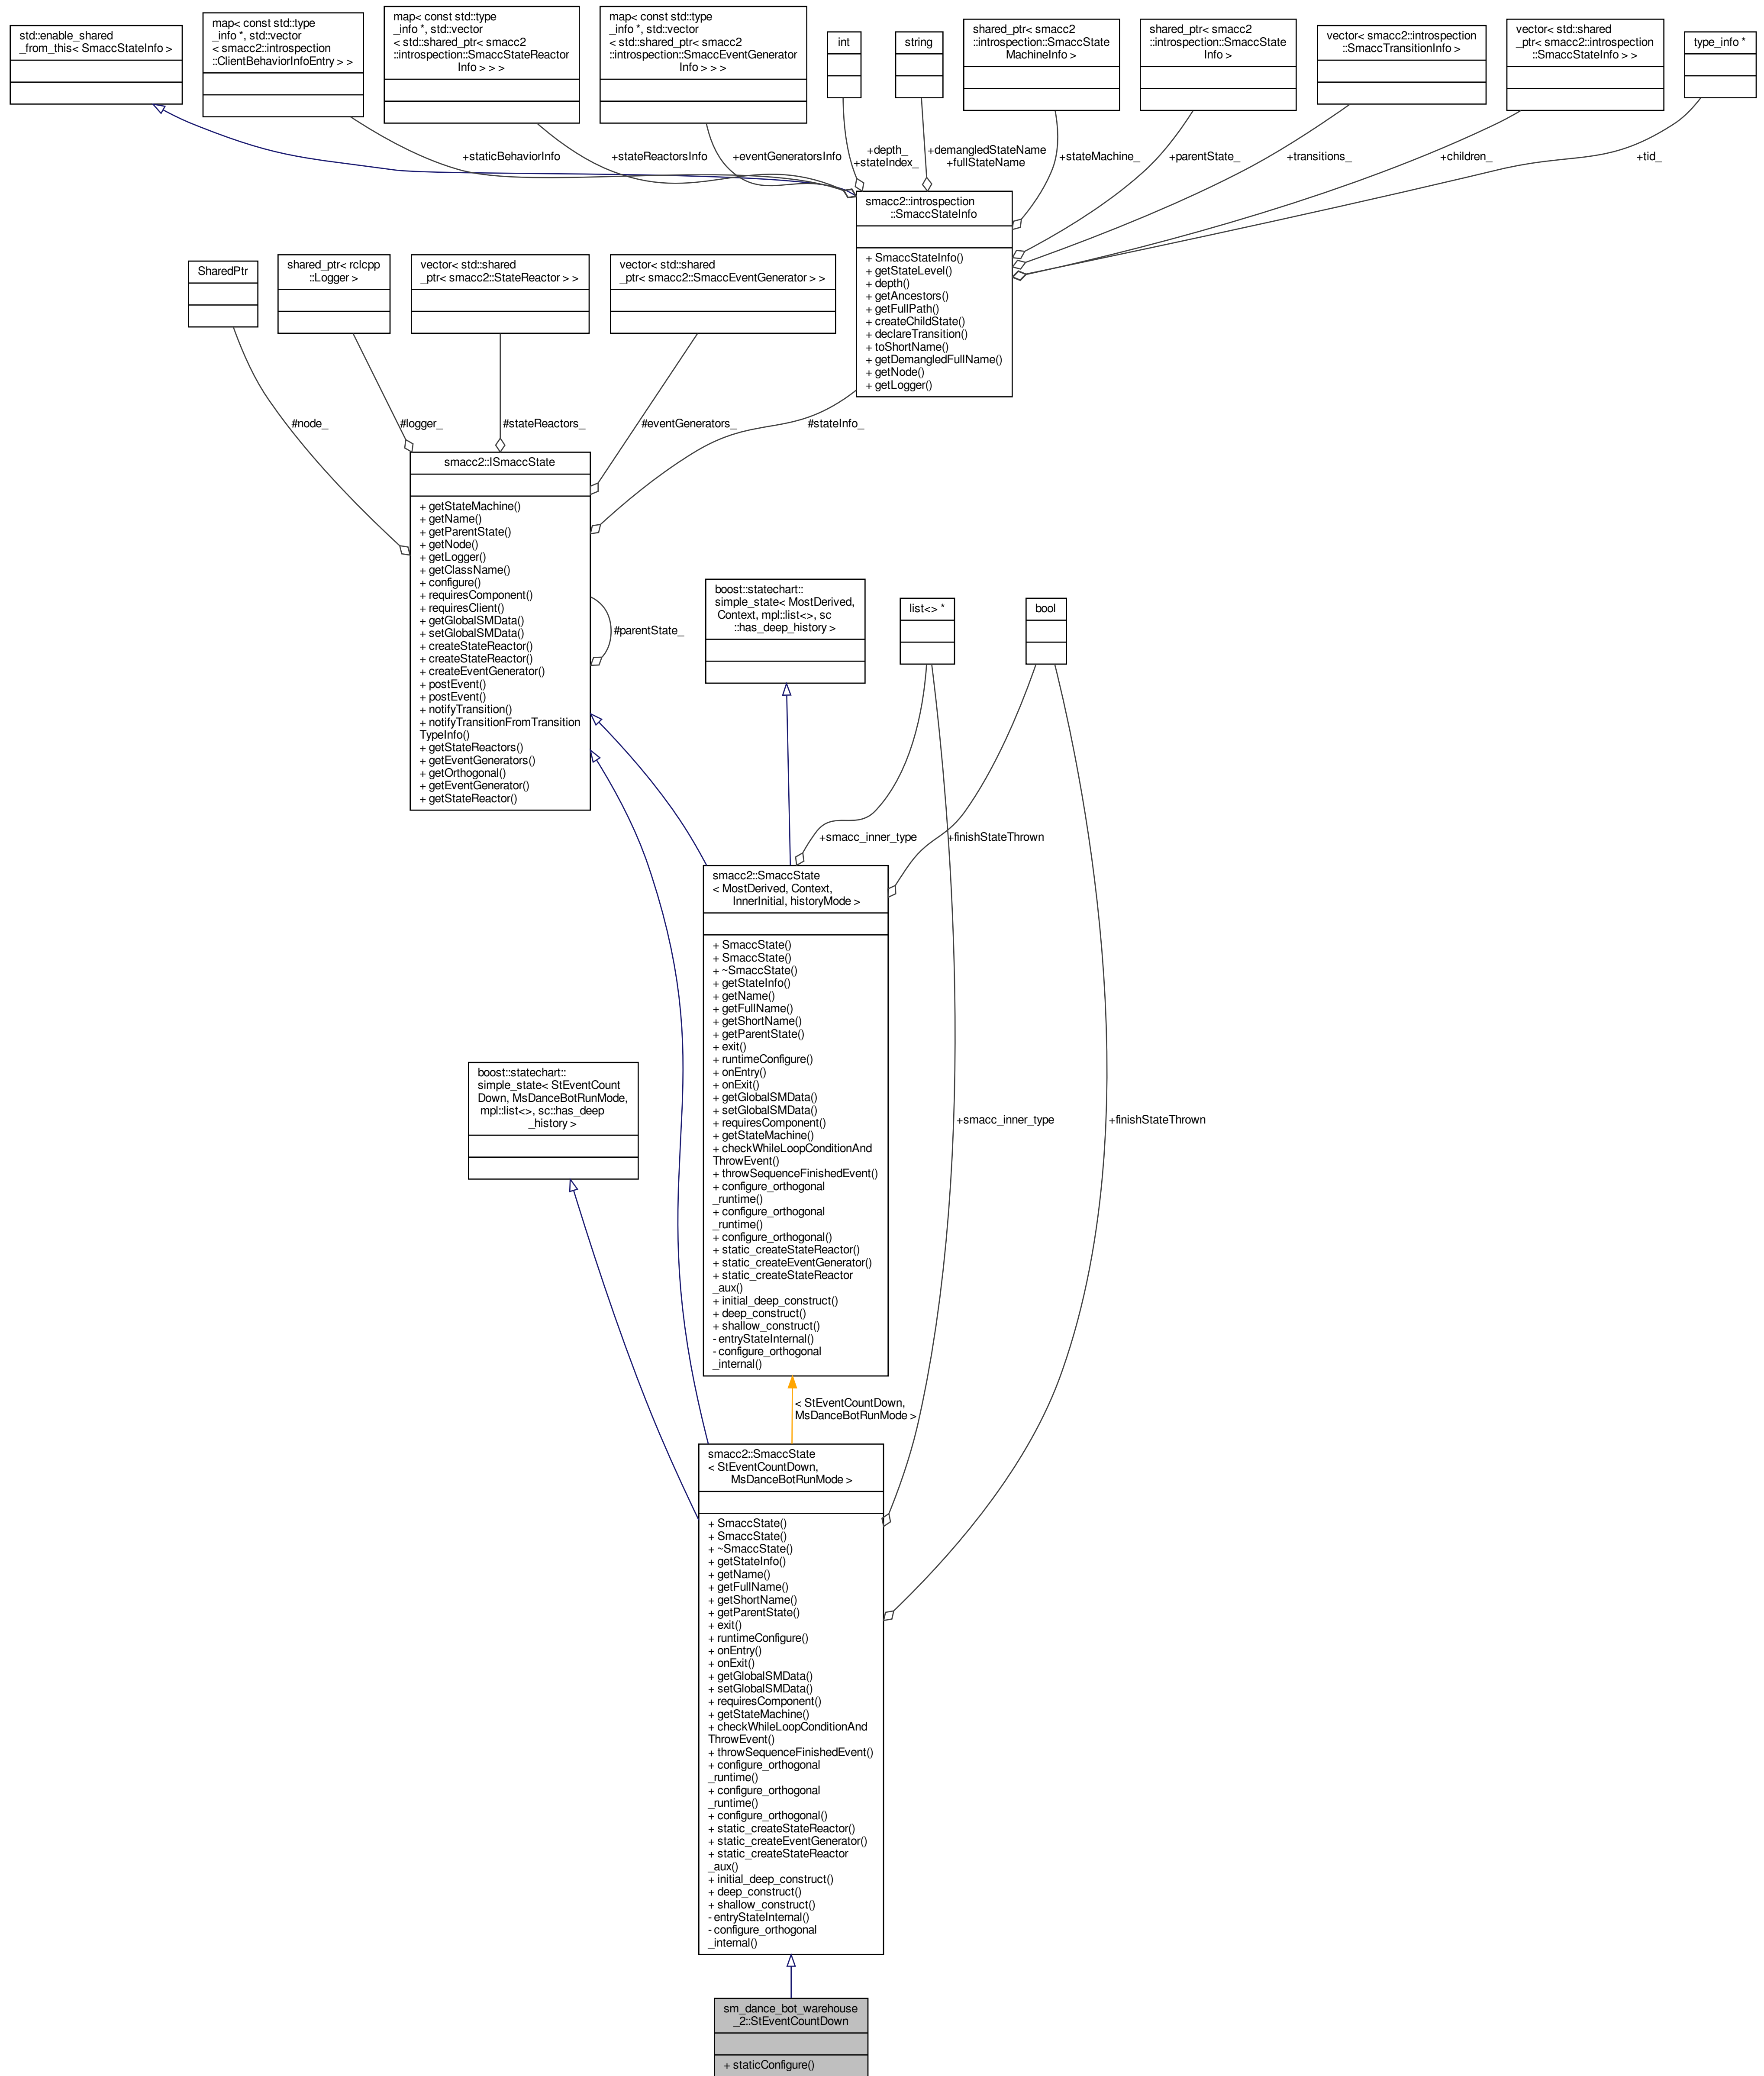 std::enable_shared
_from_this< SmaccStateInfo >
map< const std::type
_info *, std::vector
< smacc2::introspection
::ClientBehaviorInfoEntry > >
map< const std::type
_info *, std::vector
< std::shared_ptr< smacc2
::introspection::SmaccStateReactor
Info > > >
map< const std::type
_info *, std::vector
< std::shared_ptr< smacc2
::introspection::SmaccEventGenerator
Info > > >
int
string
shared_ptr< smacc2
::introspection::SmaccState
MachineInfo >
shared_ptr< smacc2
::introspection::SmaccState
Info >
vector< smacc2::introspection
::SmaccTransitionInfo >
vector< std::shared
_ptr< smacc2::introspection
::SmaccStateInfo > >
type_info *
+staticBehaviorInfo
+stateReactorsInfo
+eventGeneratorsInfo
+depth_
+stateIndex_
+demangledStateName
+fullStateName
+stateMachine_
+parentState_
+transitions_
+children_
+tid_
smacc2::introspection
::SmaccStateInfo
+ SmaccStateInfo()
+ getStateLevel()
+ depth()
+ getAncestors()
+ getFullPath()
+ createChildState()
+ declareTransition()
+ toShortName()
+ getDemangledFullName()
+ getNode()
+ getLogger()
SharedPtr
shared_ptr< rclcpp
::Logger >
vector< std::shared
_ptr< smacc2::StateReactor > >
vector< std::shared
_ptr< smacc2::SmaccEventGenerator > >
#node_
#logger_
#stateReactors_
#eventGenerators_
#stateInfo_
smacc2::ISmaccState
+ getStateMachine()
+ getName()
+ getParentState()
+ getNode()
+ getLogger()
+ getClassName()
+ configure()
+ requiresComponent()
+ requiresClient()
+ getGlobalSMData()
+ setGlobalSMData()
+ createStateReactor()
+ createStateReactor()
+ createEventGenerator()
+ postEvent()
+ postEvent()
+ notifyTransition()
+ notifyTransitionFromTransition
TypeInfo()
+ getStateReactors()
+ getEventGenerators()
+ getOrthogonal()
+ getEventGenerator()
+ getStateReactor()
#parentState_
boost::statechart::
simple_state< MostDerived,
Context, mpl::list<>, sc
::has_deep_history >
list<> *
bool
+smacc_inner_type
+finishStateThrown
smacc2::SmaccState
< MostDerived, Context,
InnerInitial, historyMode >
+ SmaccState()
+ SmaccState()
+ ~SmaccState()
+ getStateInfo()
+ getName()
+ getFullName()
+ getShortName()
+ getParentState()
+ exit()
+ runtimeConfigure()
+ onEntry()
+ onExit()
+ getGlobalSMData()
+ setGlobalSMData()
+ requiresComponent()
+ getStateMachine()
+ checkWhileLoopConditionAnd
ThrowEvent()
+ throwSequenceFinishedEvent()
+ configure_orthogonal
_runtime()
+ configure_orthogonal
_runtime()
+ configure_orthogonal()
+ static_createStateReactor()
+ static_createEventGenerator()
+ static_createStateReactor
_aux()
+ initial_deep_construct()
+ deep_construct()
+ shallow_construct()
- entryStateInternal()
- configure_orthogonal
_internal()
boost::statechart::
simple_state< StEventCount
Down, MsDanceBotRunMode,
mpl::list<>, sc::has_deep
_history >
+smacc_inner_type
+finishStateThrown
< StEventCountDown,
MsDanceBotRunMode >
smacc2::SmaccState
< StEventCountDown,
MsDanceBotRunMode >
+ SmaccState()
+ SmaccState()
+ ~SmaccState()
+ getStateInfo()
+ getName()
+ getFullName()
+ getShortName()
+ getParentState()
+ exit()
+ runtimeConfigure()
+ onEntry()
+ onExit()
+ getGlobalSMData()
+ setGlobalSMData()
+ requiresComponent()
+ getStateMachine()
+ checkWhileLoopConditionAnd
ThrowEvent()
+ throwSequenceFinishedEvent()
+ configure_orthogonal
_runtime()
+ configure_orthogonal
_runtime()
+ configure_orthogonal()
+ static_createStateReactor()
+ static_createEventGenerator()
+ static_createStateReactor
_aux()
+ initial_deep_construct()
+ deep_construct()
+ shallow_construct()
- entryStateInternal()
- configure_orthogonal
_internal()
sm_dance_bot_warehouse
_2::StEventCountDown
+ staticConfigure()